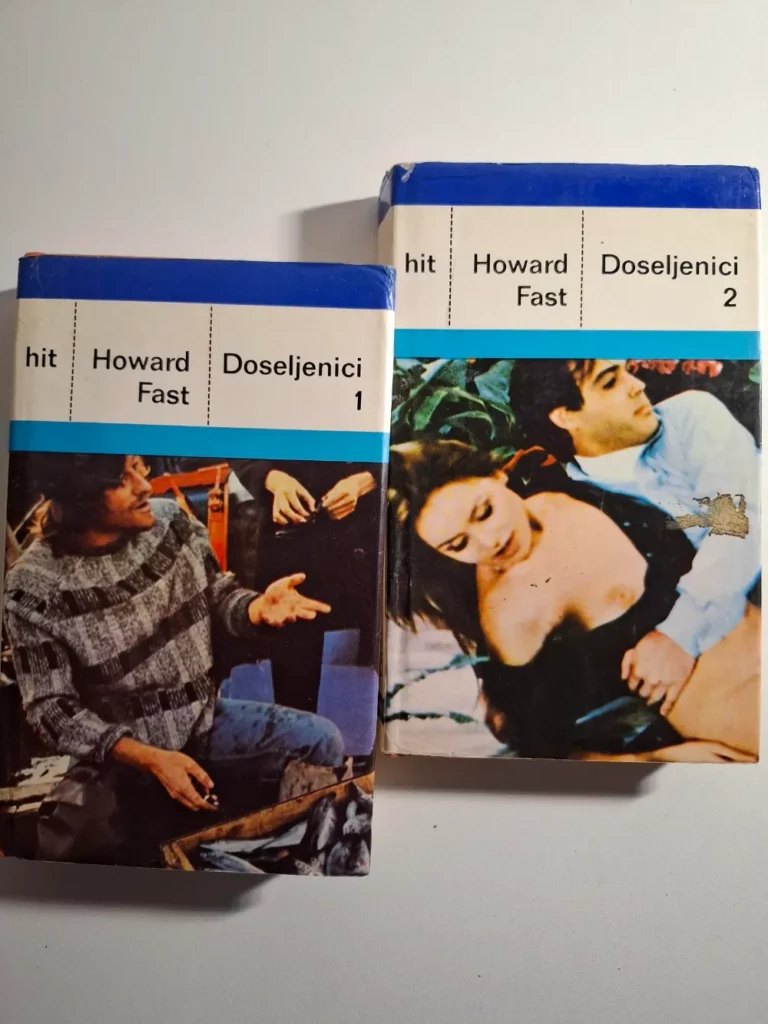 hit
Howard
Fast
Doseljenici
1
hit
Howard
Fast
Doseljenici
2